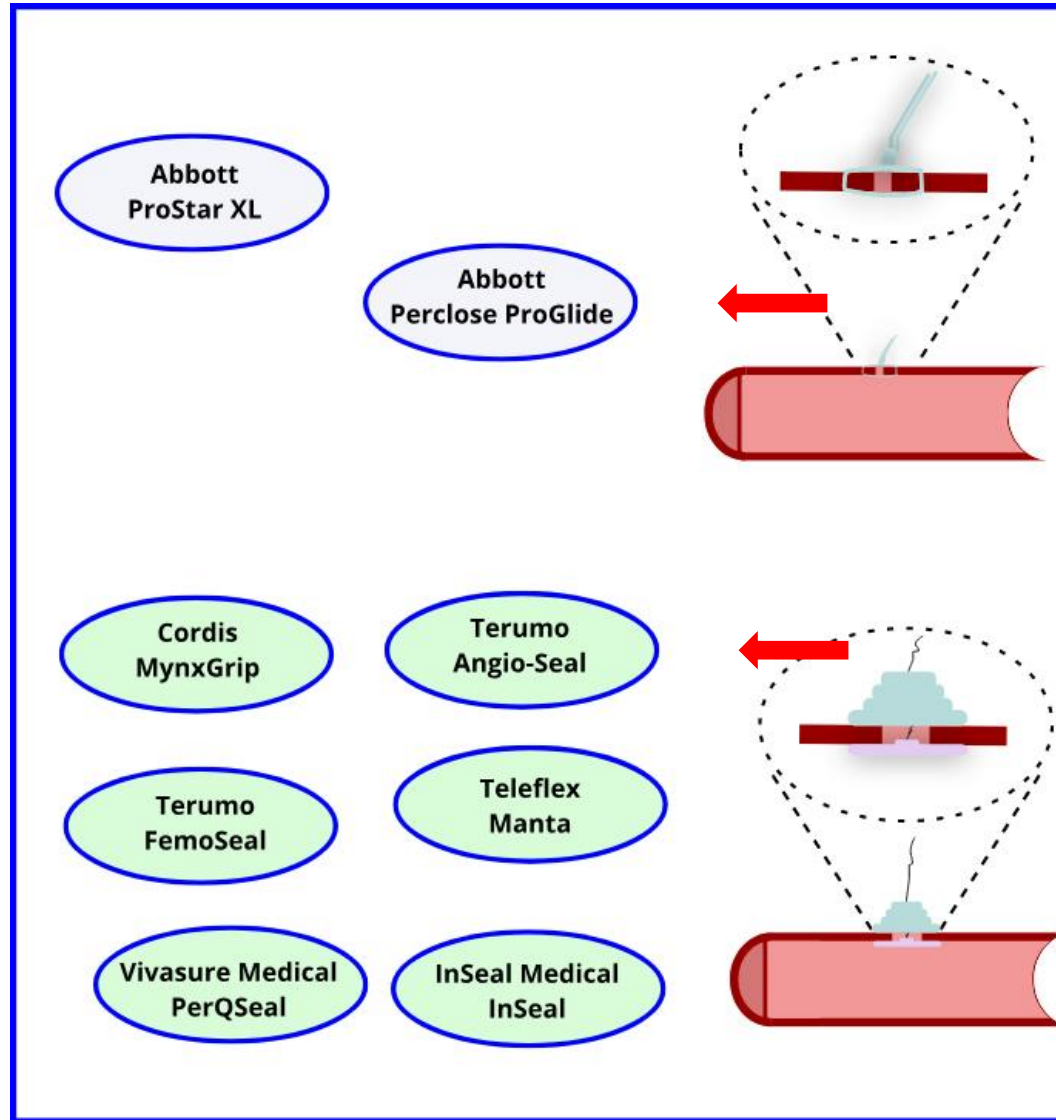 Abbott
ProStar XL
Abbott
Perclose ProGlide
Cordis
MynxGrip
Terumo
Angio-Seal
Terumo
FemoSeal
Teleflex
Manta
Vivasure Medical
PerQSeal
InSeal Medical
InSeal